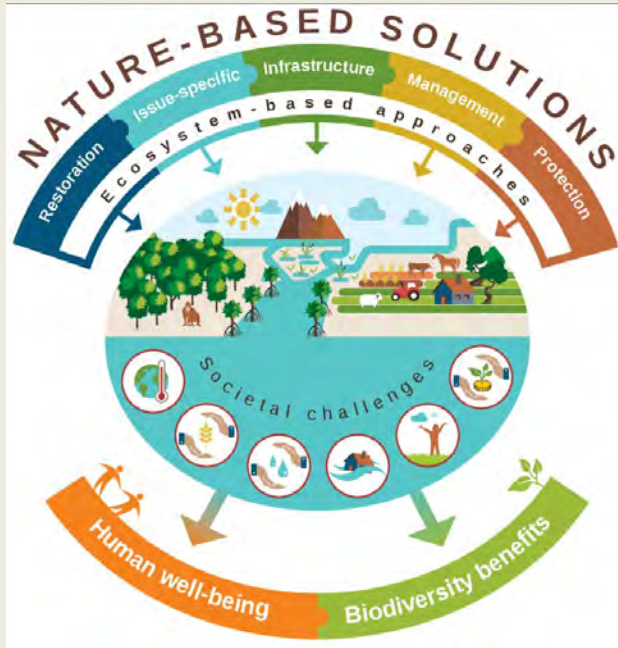 NATURE-BASED SOLUTIONS
Restoration
Issue-specific
Infrastructure
Management
Protection
Ecosystem-based approaches
Societal challenges
Human well-being
Biodiversity benefits